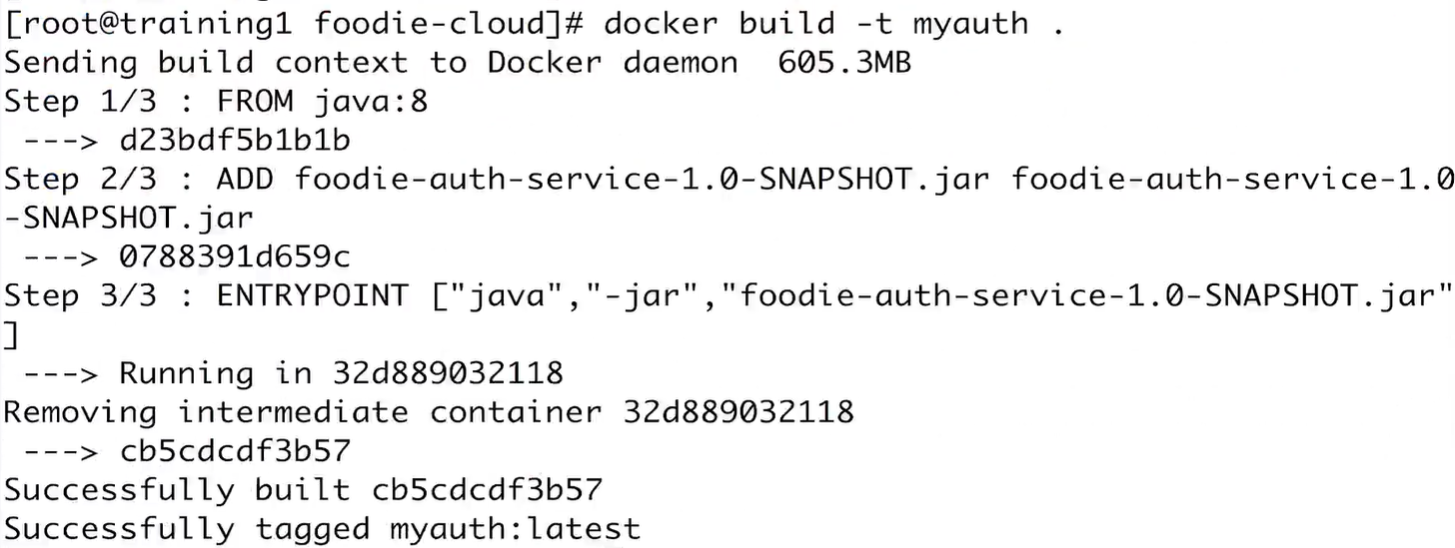 [root@training1 foodie-cloud]# docker build -t myauth .
Sending build context to Docker daemon  605.3MB
Step 1/3 : FROM java:8
 ---> d23bdf5b1b1b
Step 2/3 : ADD foodie-auth-service-1.0-SNAPSHOT.jar foodie-auth-service-1.0
-SNAPSHOT.jar
 ---> 0788391d659c
Step 3/3 : ENTRYPOINT ["java","-jar","foodie-auth-service-1.0-SNAPSHOT.jar"
]
 ---> Running in 32d889032118
Removing intermediate container 32d889032118
 ---> cb5cdcdf3b57
Successfully built cb5cdcdf3b57
Successfully tagged myauth:latest